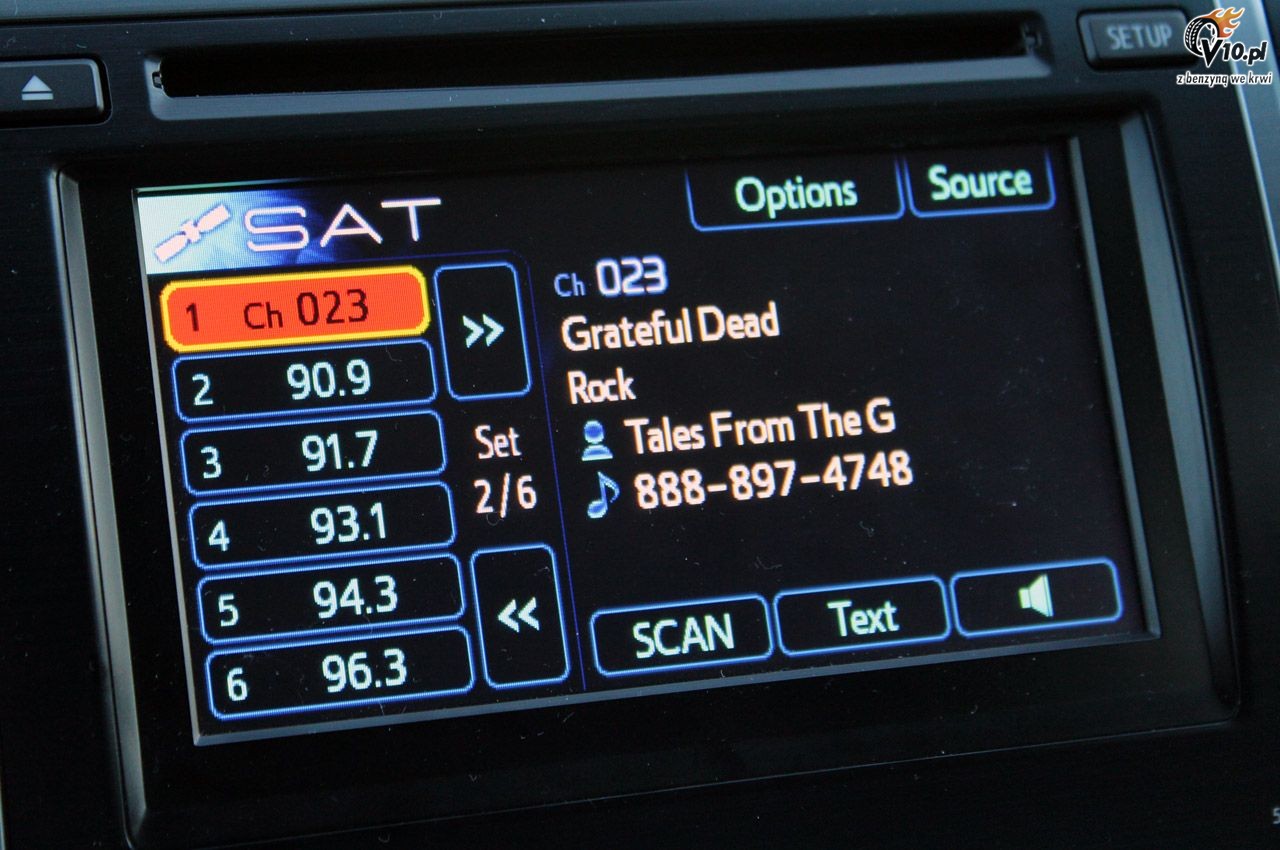 SETUP
V10.pl
z benzyną we krwi
SAT
Options
Source
1 Ch 023
2 90.9
3 91.7
4 93.1
5 94.3
6 96.3
>>
Set
2/6
<<
Ch 023
Grateful Dead
Rock
Tales From The G
888-897-4748
SCAN
Text